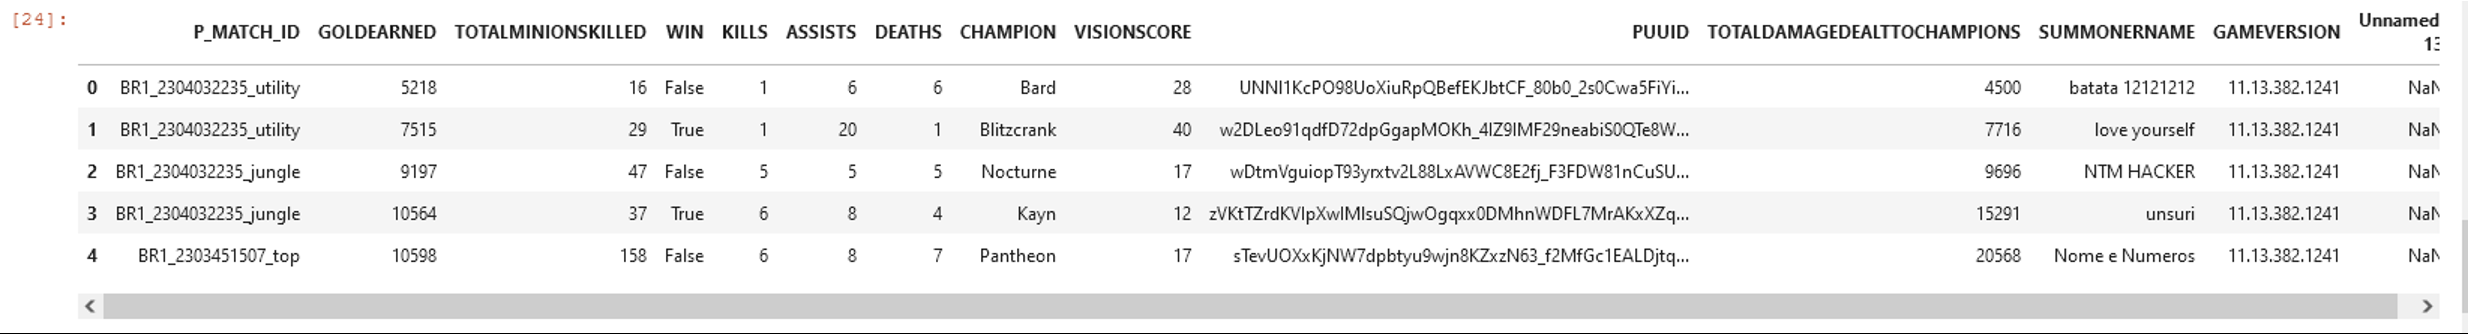 [24]:
P_MATCH_ID GOLDEARNED TOTALMINIONSKILLED WIN KILLS ASSISTS DEATHS CHAMPION VISIONSCORE PUUID TOTALDAMAGEDEALTTOCHAMPIONS SUMMONERNAME GAMEVERSION Unnamed 13
0 BR1_2304032235_utility 5218 16 False 1 6 6 Bard 28 UNNI1KcPO98UoXiuRpQBefEKJbtCF_80b0_2s0Cwa5FiYi... 4500 batata 12121212 11.13.382.1241 NaN
1 BR1_2304032235_utility 7515 29 True 1 20 1 Blitzcrank 40 w2DLeo91qdfD72dpGgapMOKh_4IZ9IMF29neabiS0QTe8W... 7716 love yourself 11.13.382.1241 NaN
2 BR1_2304032235_jungle 9197 47 False 5 5 5 Nocturne 17 wDtmVguiopT93yrxtv2L88LxAVWC8E2fj_F3FDW81nCuSU... 9696 NTM HACKER 11.13.382.1241 NaN
3 BR1_2304032235_jungle 10564 37 True 6 8 4 Kayn 12 zVKtTZrdKVIpXwIMIsuSQjwOgqxx0DMhnWDFL7MrAKxXZq... 15291 unsuri 11.13.382.1241 NaN
4 BR1_2303451507_top 10598 158 False 6 8 7 Pantheon 17 sTevUOXxKjNW7dpbtyu9wjn8KZxzN63_f2MfGc1EALDjtq... 20568 Nome e Numeros 11.13.382.1241 NaN